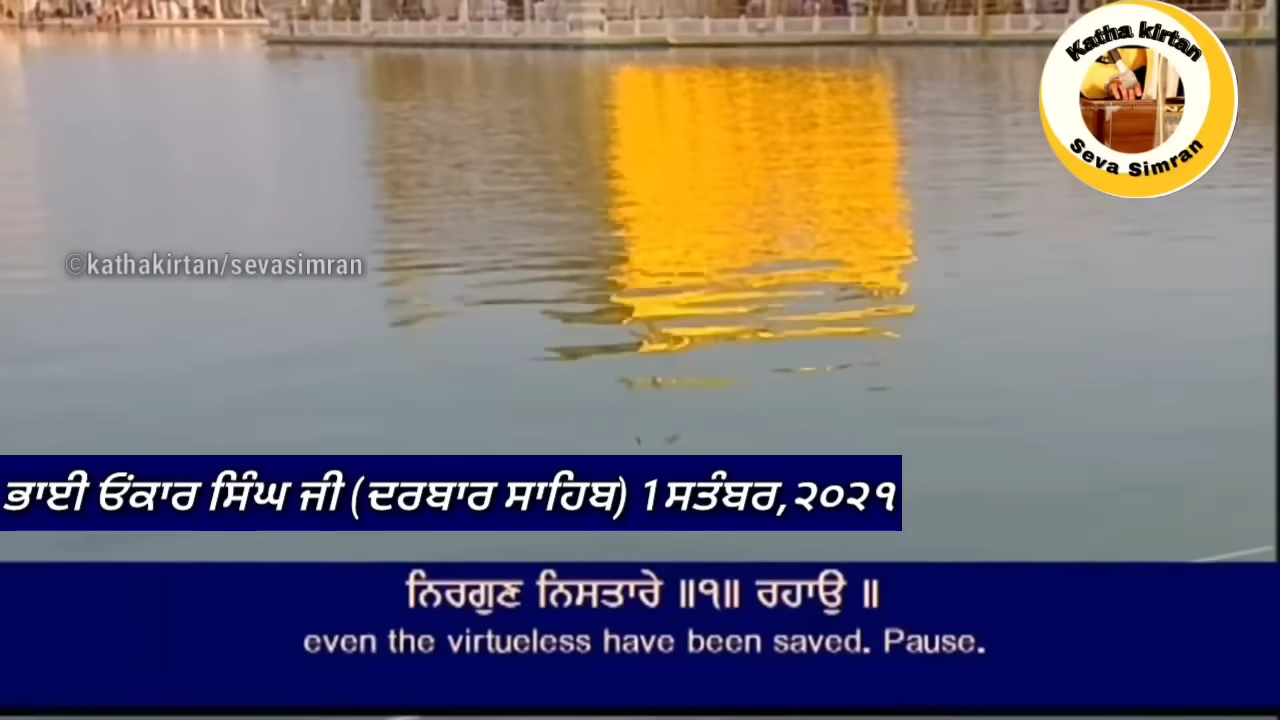 Katha kirtan
Seva Simran
©kathakirtan/sevasimran
ਭਾਈ ਓਂਕਾਰ ਸਿੰਘ ਜੀ (ਦਰਬਾਰ ਸਾਹਿਬ) 1 ਸਤੰਬਰ,੨੦੨੧
ਨਿਰਗੁਣ ਨਿਸਤਾਰੇ ॥੧॥ ਰਹਾਉ ॥
even the virtueless have been saved. Pause.